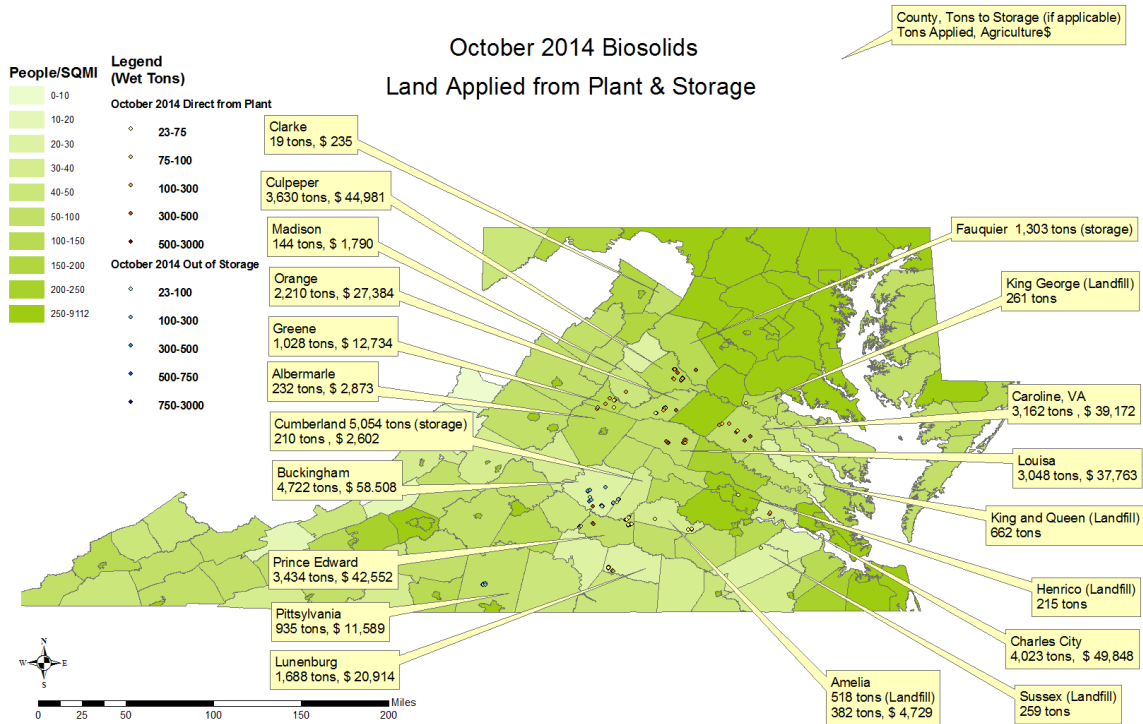 October 2014 Biosolids
Land Applied from Plant & Storage
County, Tons to Storage (if applicable)
Tons Applied, Agriculture$
People/SQMI
0-10
10-20
20-30
30-40
40-50
50-100
100-150
150-200
200-250
250-9112
Legend
(Wet Tons)
October 2014 Direct from Plant
23-75
75-100
100-300
300-500
500-3000
October 2014 Out of Storage
23-100
100-300
300-500
500-750
750-3000
Clarke
19 tons, $ 235
Culpeper
3,630 tons, $ 44,981
Madison
144 tons, $ 1,790
Orange
2,210 tons, $ 27,384
Greene
1,028 tons, $ 12,734
Albermarle
232 tons, $ 2,873
Cumberland 5,054 tons (storage)
210 tons , $ 2,602
Buckingham
4,722 tons, $ 58.508
Prince Edward
3,434 tons, $ 42,552
Pittsylvania
935 tons, $ 11,589
Lunenburg
1,688 tons, $ 20,914
Fauquier 1,303 tons (storage)
King George (Landfill)
261 tons
Caroline, VA
3,162 tons , $ 39,172
Louisa
3,048 tons, $ 37,763
King and Queen (Landfill)
662 tons
Henrico (Landfill)
215 tons
Charles City
4,023 tons, $ 49,848
Sussex (Landfill)
259 tons
Amelia
518 tons (Landfill)
382 tons, $ 4,729
N
W E
S
Miles
0 25 50 100 150 200